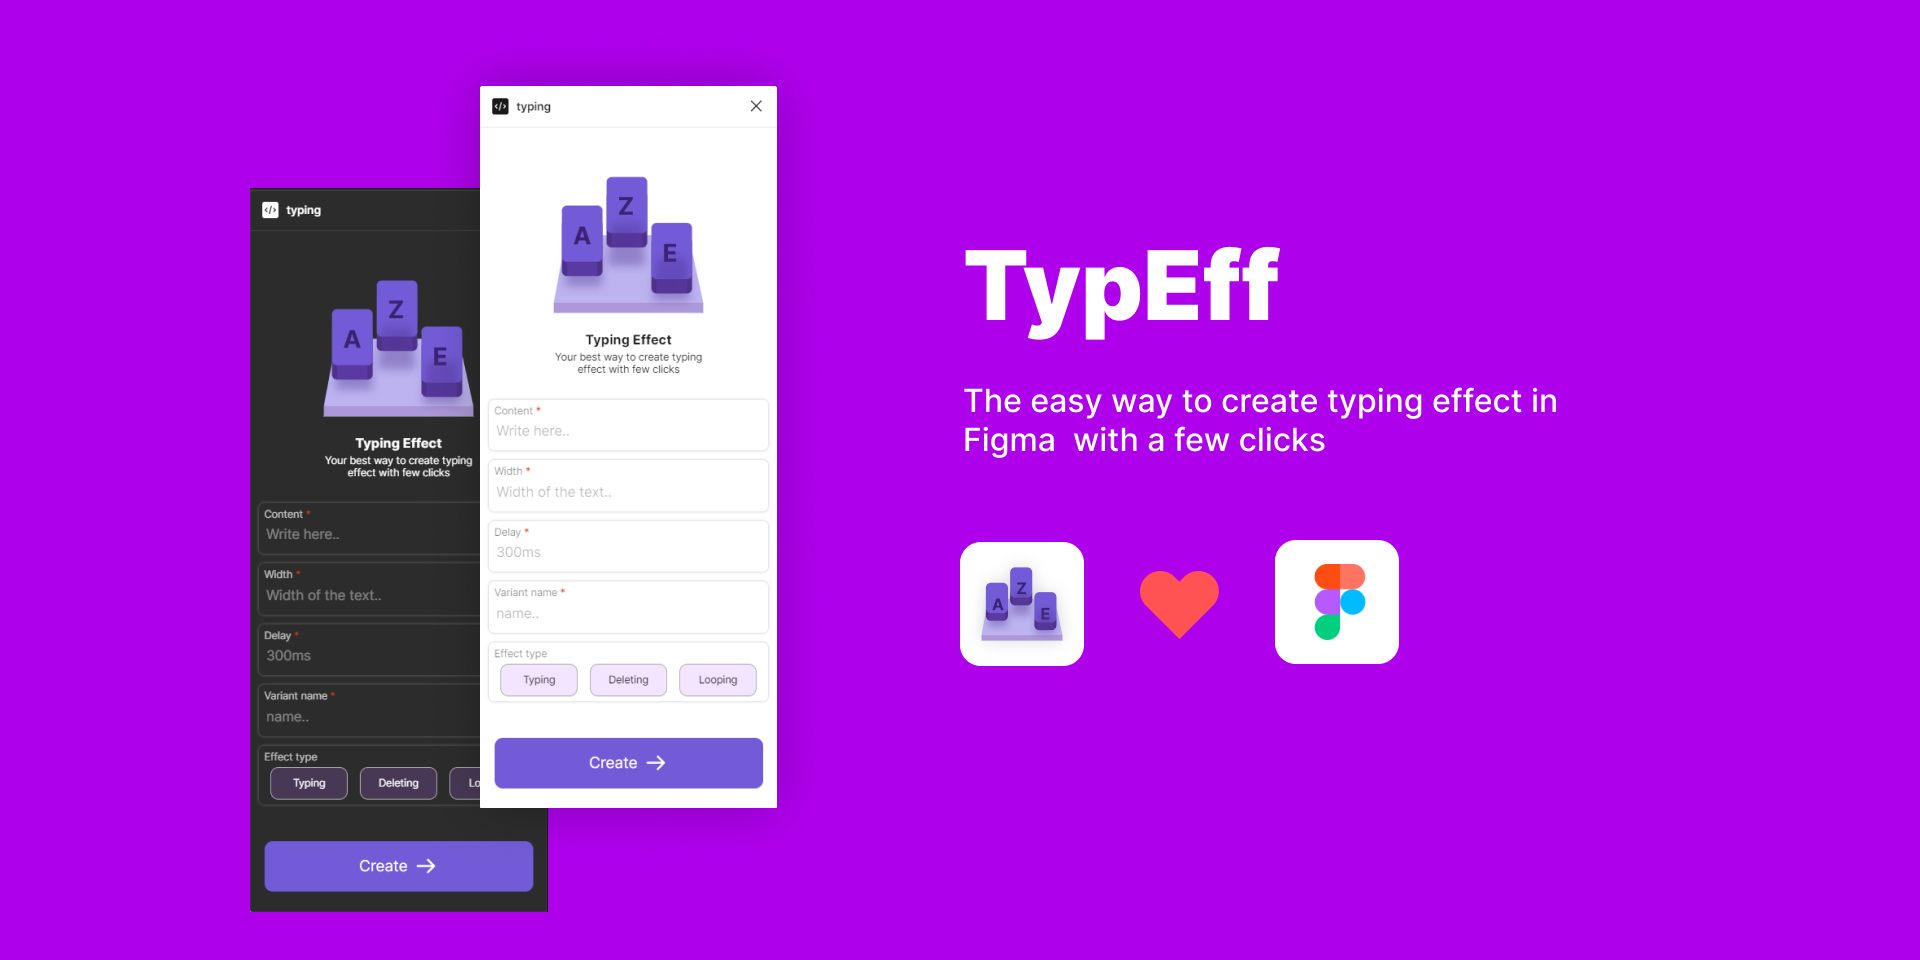 typing
A
Z
E
Typing Effect
Your best way to create typing
effect with few clicks
Content *
Write here..
Width *
Width of the text..
Delay *
300ms
Variant name *
name..
Effect type
Typing Deleting Lo
Create
</>
typing
A
Z
E
Typing Effect
Your best way to create typing
effect with few clicks
Content *
Write here..
Width *
Width of the text..
Delay *
300ms
Variant name *
name..
Effect type
Typing Deleting Looping
Create
TypEff
The easy way to create typing effect in
Figma  with a few clicks
A
Z
E